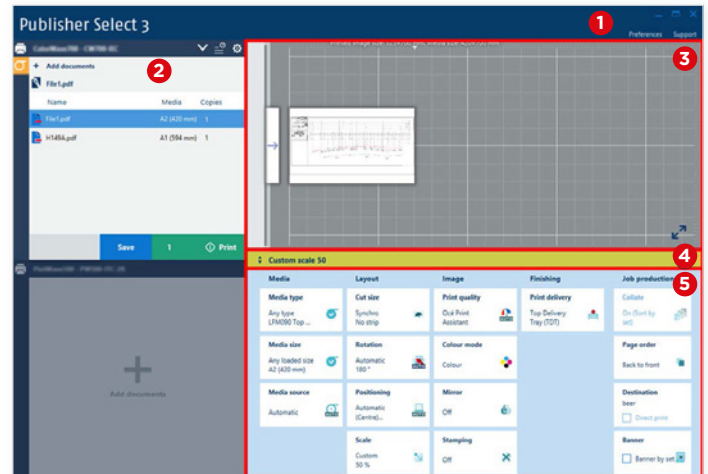 Publisher Select 3
1
Preferences Support
ColorWave700 - CW700-EC
2
+ Add documents
File1.pdf
Name Media Copies
File1.pdf A2 (420 mm) 1
H149A.pdf A1 (594 mm) 1
Save 1 Print
3
4
Custom scale 50
5
Media Layout Image Finishing Job production
Media type
Any type
LFM090 Top ...
Cut size
Synchro
No strip
Print quality
Océ Print
Assistant
Print delivery
Top Delivery
Tray (TDT)
Collate
On (Sort by
set)
Media size
Any loaded size
A2 (420 mm)
Rotation
Automatic
180 °
Colour mode
Colour
Page order
Back to front
Media source
Automatic
Positioning
Automatic
(Centre)...
Mirror
Off
Destination
beer
Direct print
Scale
Custom
50 %
Stamping
Off
Banner
Banner by set
Add documents